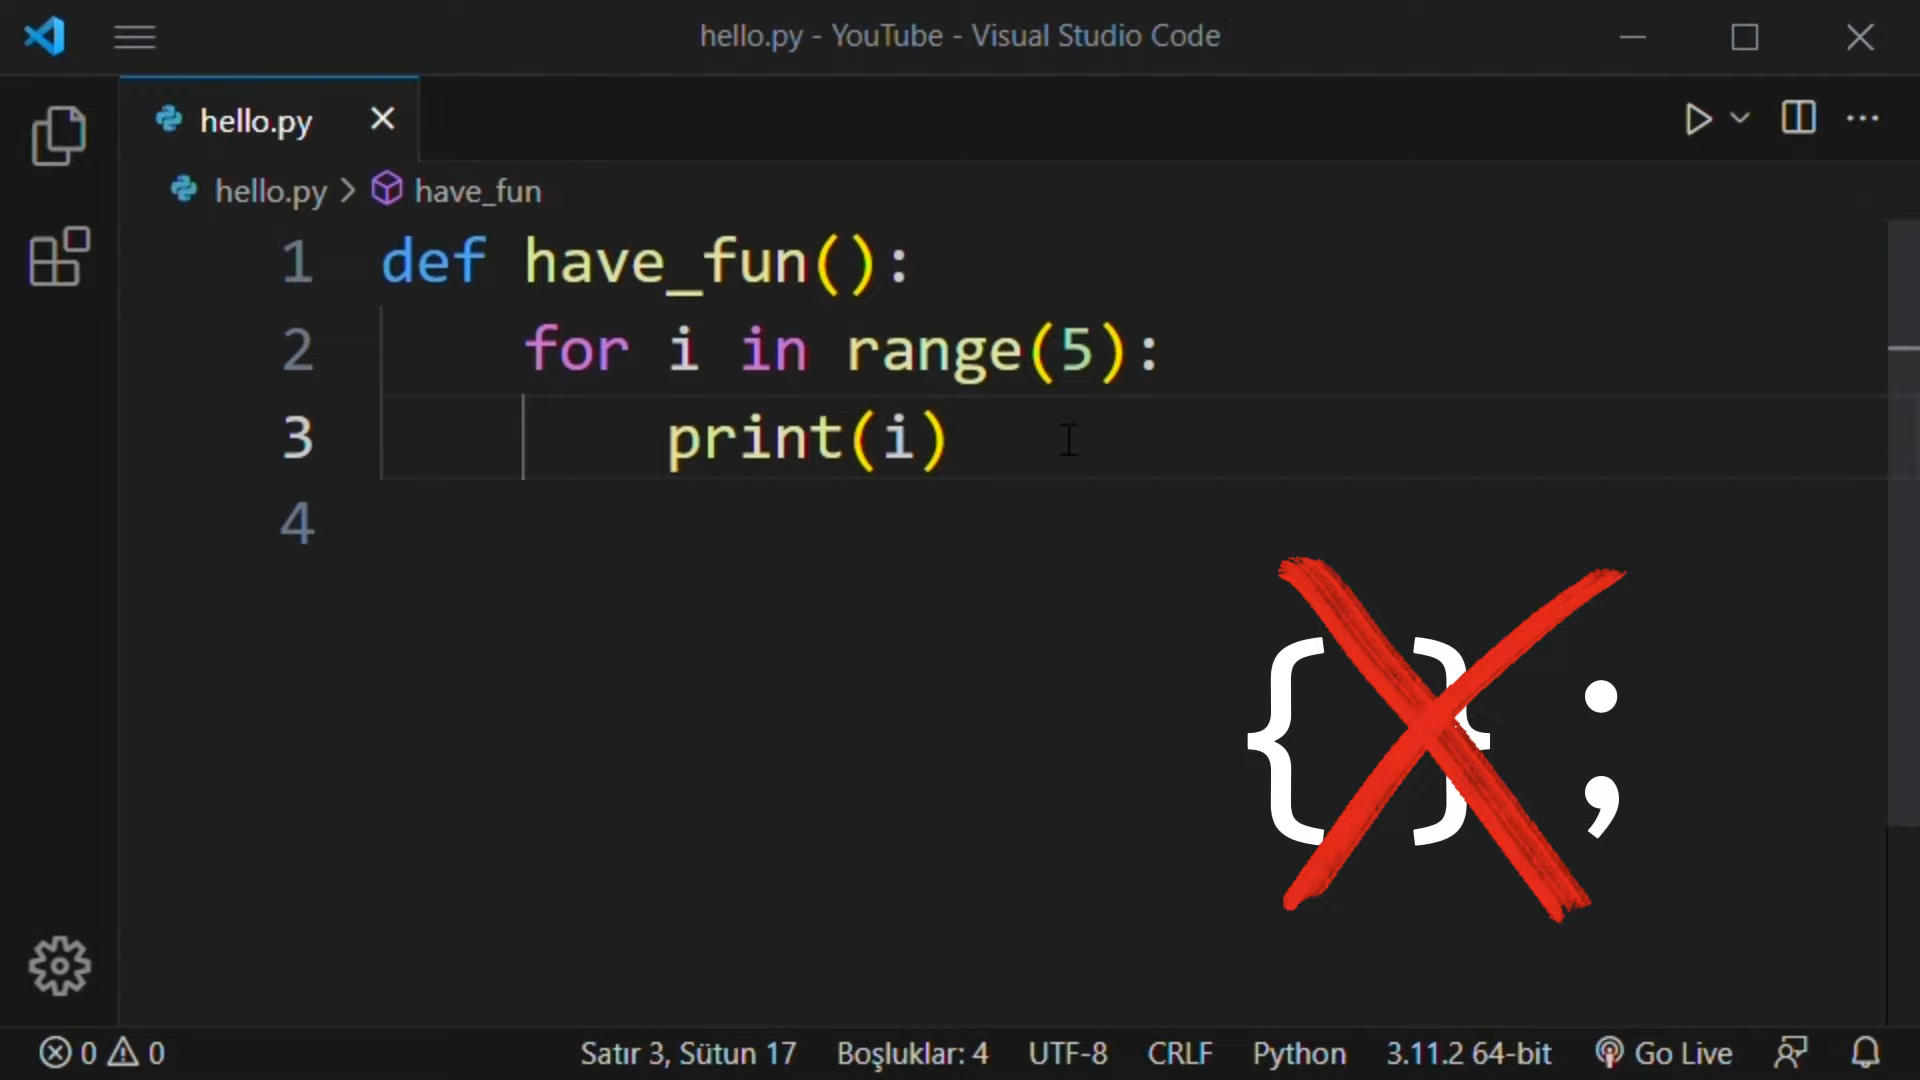 hello.py - YouTube - Visual Studio Code
hello.py
hello.py > have_fun
1 def have_fun():
2     for i in range(5):
3         print(i)
4
{ } ;
0 0 Satır 3, Sütun 17 Boşluklar: 4 UTF-8 CRLF Python 3.11.2 64-bit Go Live